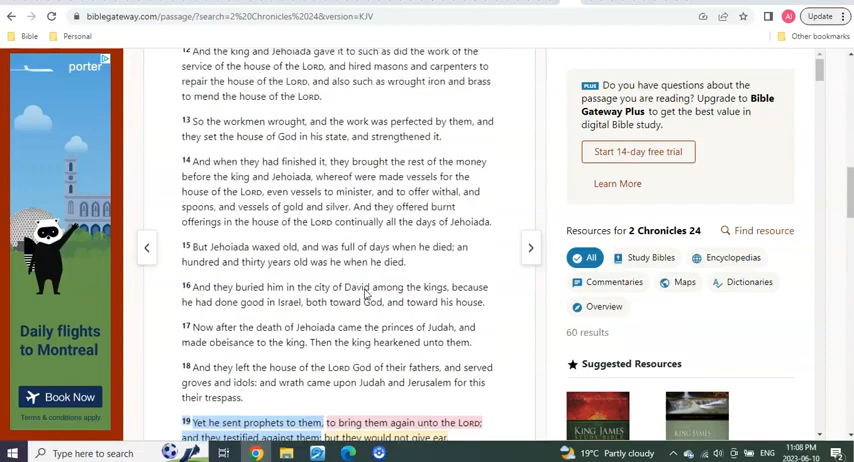 biblegateway.com/passage/?search=2%20Chronicles%2024&version=KJV
AI
Update
Bible
Personal
Other bookmarks
porter
Daily flights
to Montreal
Book Now
Terms & conditions apply
12 And the king and Jehoiada gave it to such as did the work of the
service of the house of the LORD, and hired masons and carpenters to
repair the house of the LORD, and also such as wrought iron and brass
to mend the house of the LORD.
13 So the workmen wrought, and the work was perfected by them, and
they set the house of God in his state, and strengthened it.
14 And when they had finished it, they brought the rest of the money
before the king and Jehoiada, whereof were made vessels for the
house of the LORD, even vessels to minister, and to offer withal, and
spoons, and vessels of gold and silver. And they offered burnt
offerings in the house of the LORD continually all the days of Jehoiada.
15 But Jehoiada waxed old, and was full of days when he died; an
hundred and thirty years old was he when he died.
16 And they buried him in the city of David among the kings, because
he had done good in Israel, both toward God, and toward his house.
17 Now after the death of Jehoiada came the princes of Judah, and
made obeisance to the king. Then the king hearkened unto them.
18 And they left the house of the LORD God of their fathers, and served
groves and idols: and wrath came upon Judah and Jerusalem for this
their trespass.
19 Yet he sent prophets to them, to bring them again unto the LORD;
and they testified against them: but they would not give ear.
PLUS Do you have questions about the
passage you are reading? Upgrade to Bible
Gateway Plus to get the best value in
digital Bible study.
Start 14-day free trial
Learn More
Resources for 2 Chronicles 24
Find resource
All
Study Bibles
Encyclopedias
Commentaries
Maps
Dictionaries
Overview
60 results
Suggested Resources
KING JAMES
Type here to search
19°C Partly cloudy
ENG
11:08 PM
2023-06-10
2